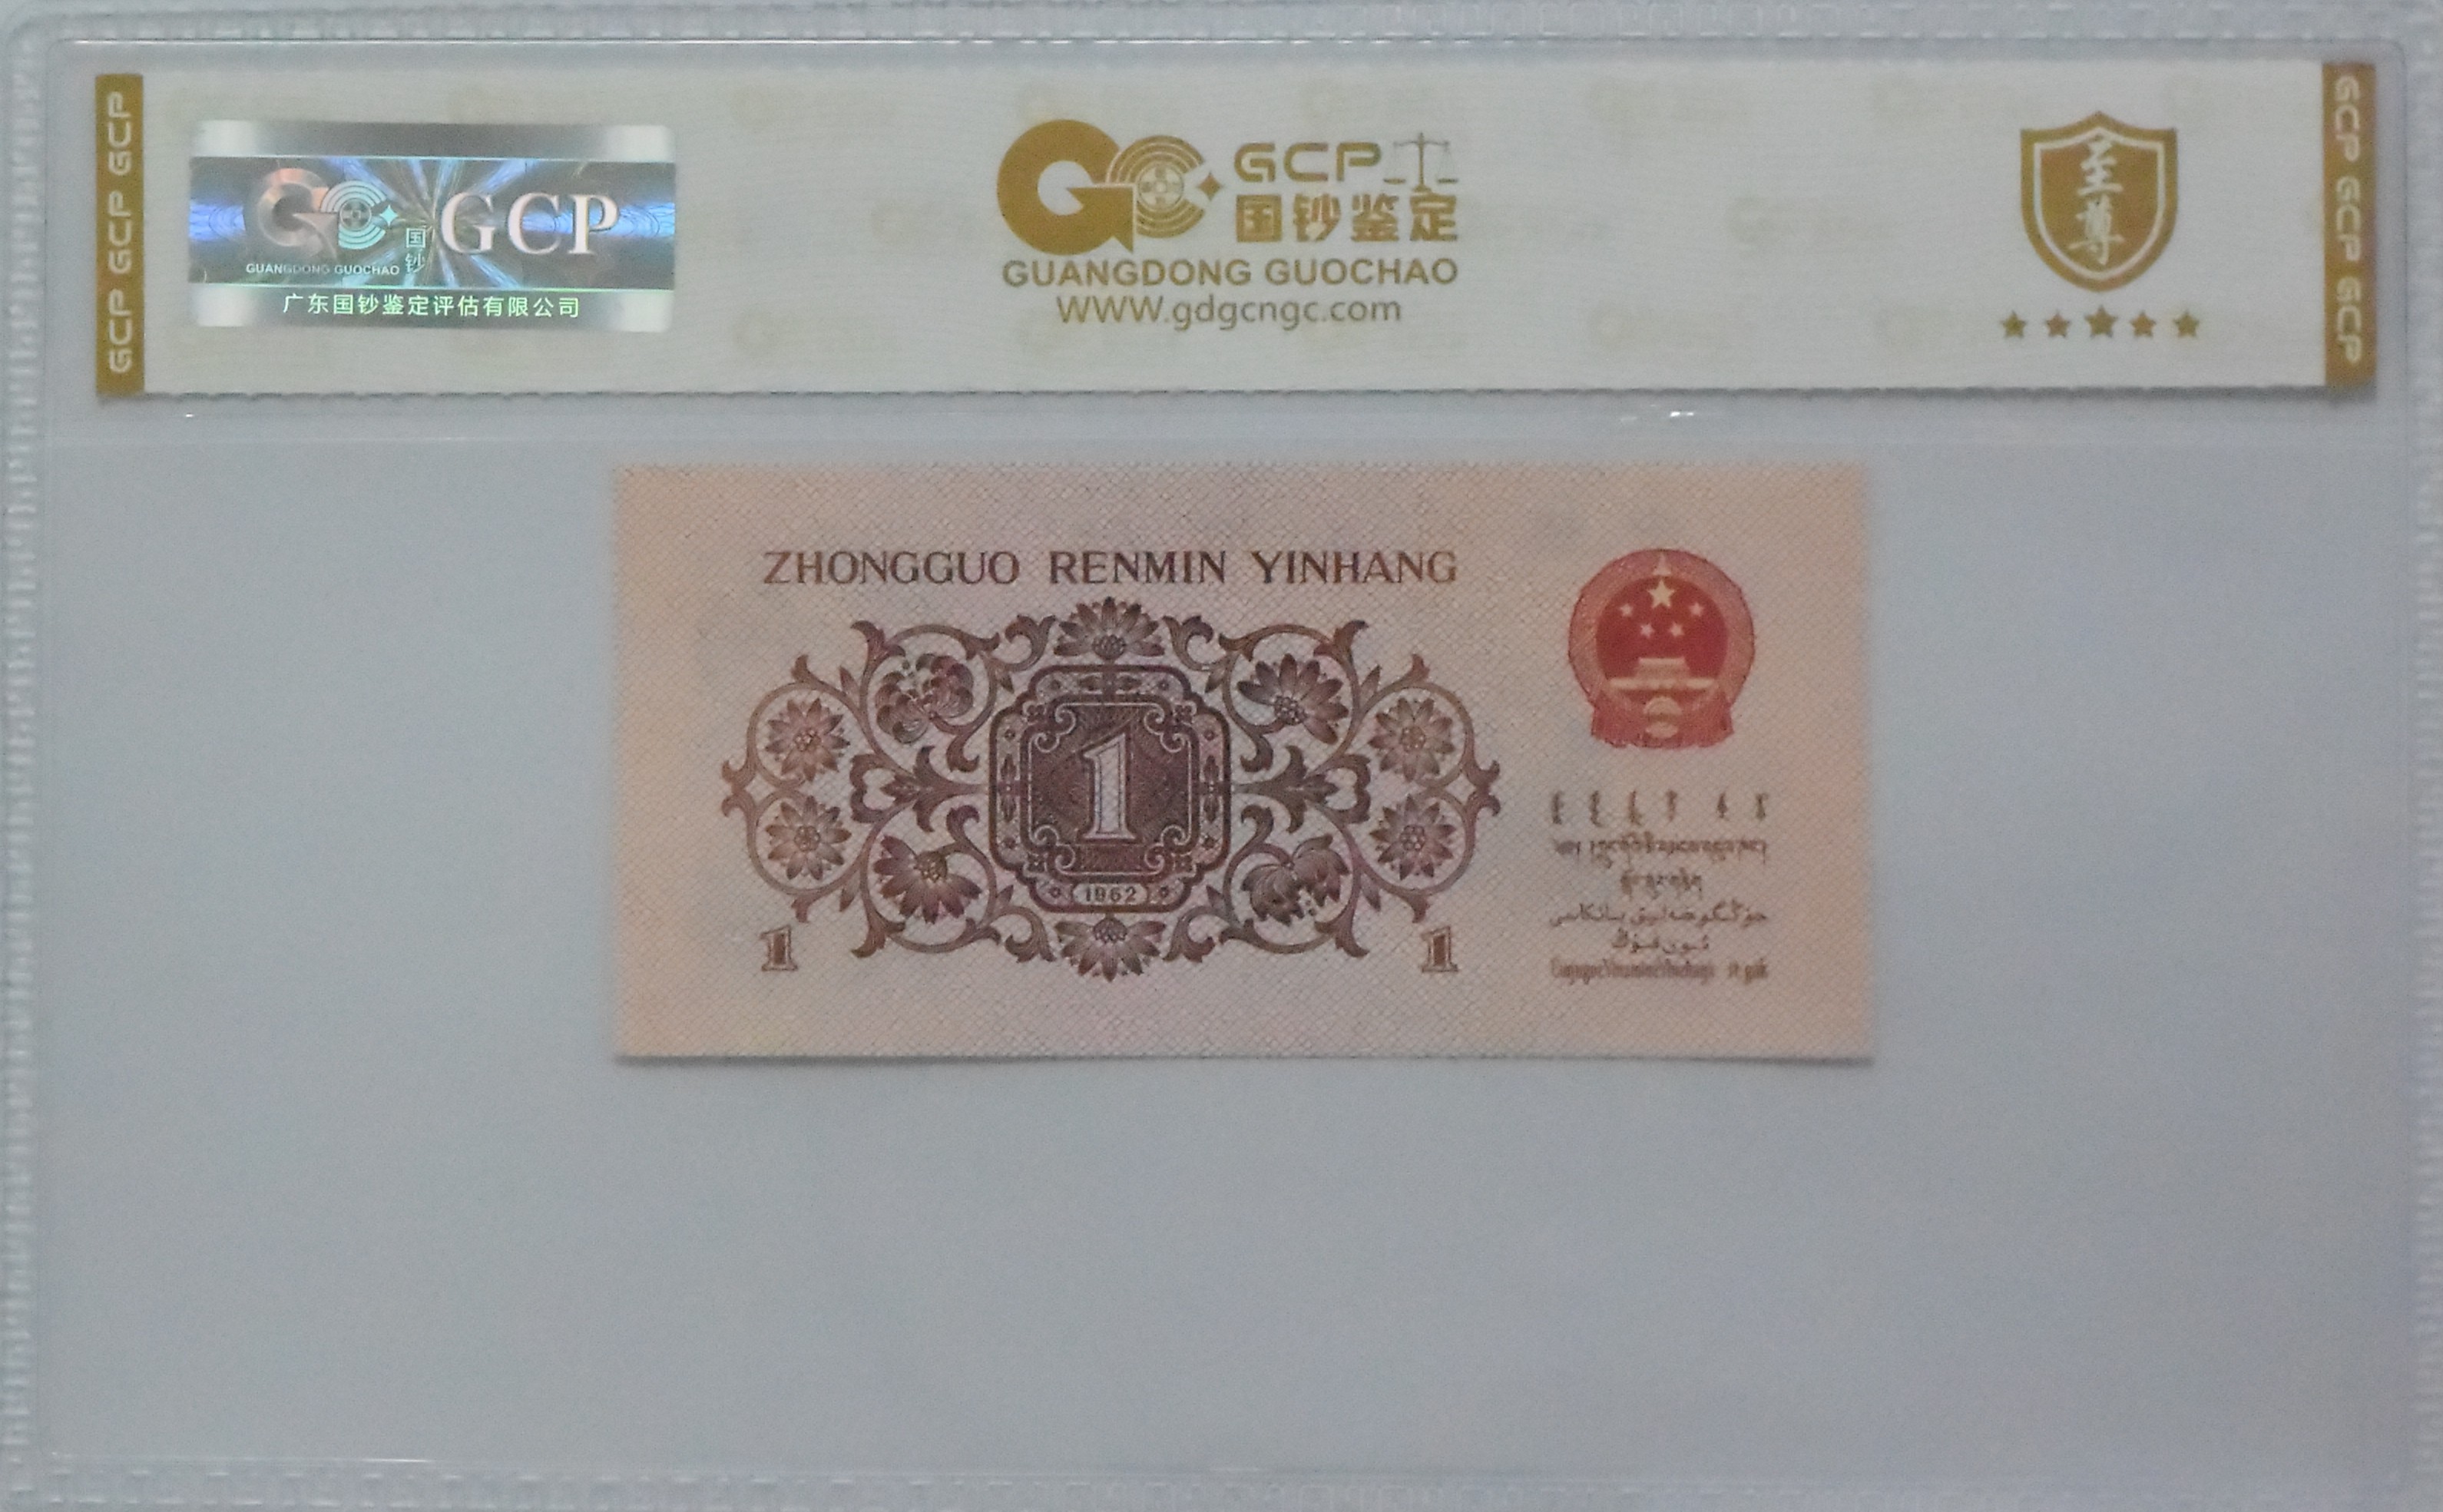 GCP GCP GCP
GC GCP
国钞
GUANGDONG GUOCHAO
广东国钞鉴定评估有限公司
GCP
国钞鉴定
GUANGDONG GUOCHAO
WWW.gdgcngc.com
至尊
GCP GCP GCP
ZHONGGUO RENMIN YINHANG
1
1962
1 1